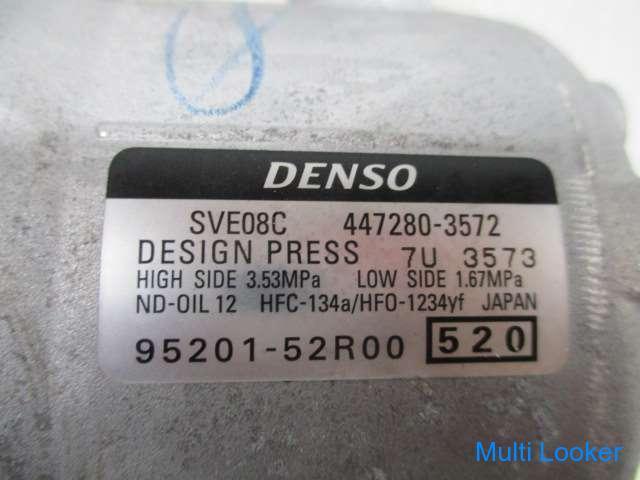 DENSO
SVE08C 447280-3572
DESIGN PRESS 7U 3573
HIGH SIDE 3.53MPa LOW SIDE 1.67MPa
ND-OIL 12 HFC-134a/HFO-1234yf JAPAN
95201-52R00 520
Multi Looker